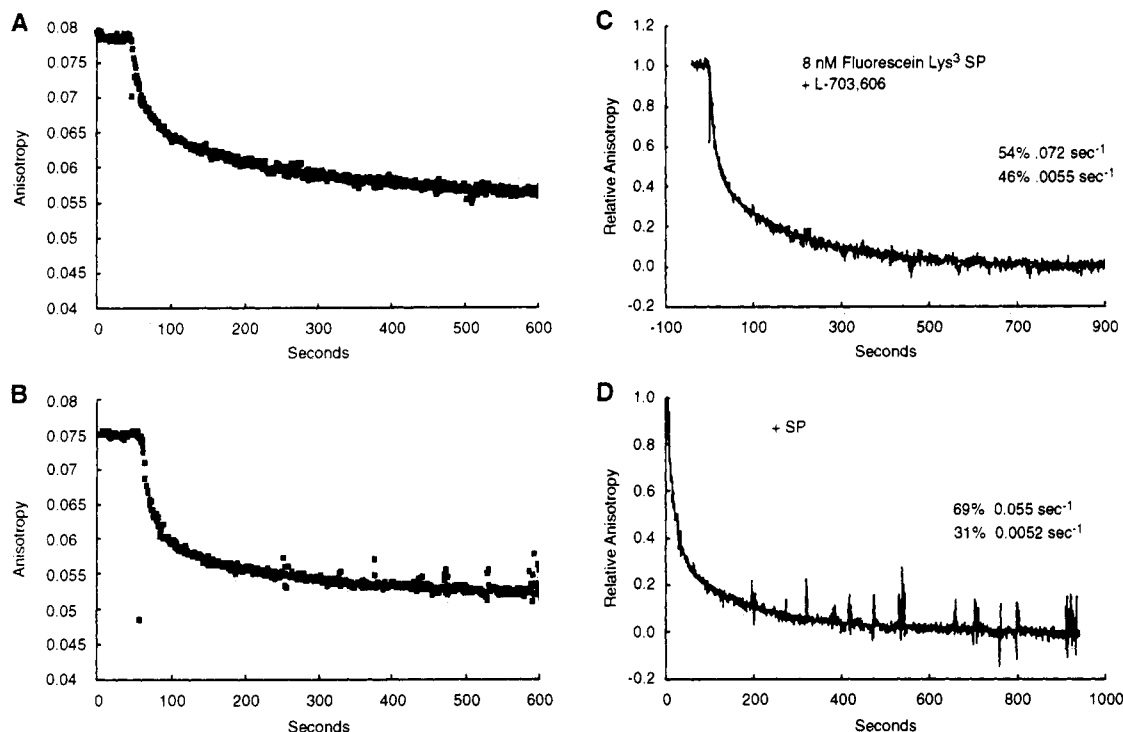 A
0.08
0.075
0.07
0.065
0.06
0.055
0.05
0.045
0.04
Anisotropy
0 100 200 300 400 500 600
Seconds
B
0.08
0.075
0.07
0.065
0.06
0.055
0.05
0.045
0.04
Anisotropy
0 100 200 300 400 500 600
Seconds
C
1.2
1.0
0.8
0.6
0.4
0.2
0.0
-0.2
Relative Anisotropy
8 nM Fluorescein Lys³ SP
+ L-703,606
54% .072 sec⁻¹
46% .0055 sec⁻¹
-100 100 300 500 700 900
Seconds
D
1.0
0.8
0.6
0.4
0.2
0.0
-0.2
Relative Anisotropy
+ SP
69% 0.055 sec⁻¹
31% 0.0052 sec⁻¹
0 200 400 600 800 1000
Seconds